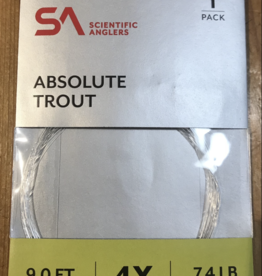 1
PACK
SA
SCIENTIFIC
ANGLERS
ABSOLUTE
TROUT
9.0 FT
4X
7.4 LB